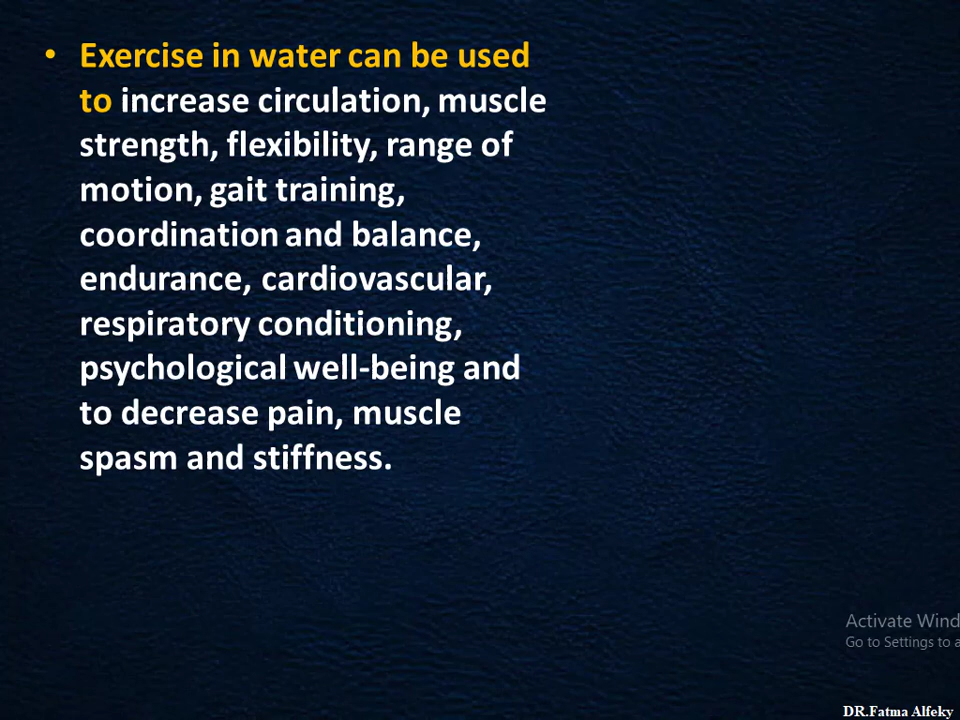 • Exercise in water can be used
to increase circulation, muscle
strength, flexibility, range of
motion, gait training,
coordination and balance,
endurance, cardiovascular,
respiratory conditioning,
psychological well-being and
to decrease pain, muscle
spasm and stiffness.
Activate Wind
Go to Settings to a
DR.Fatma Alfeky